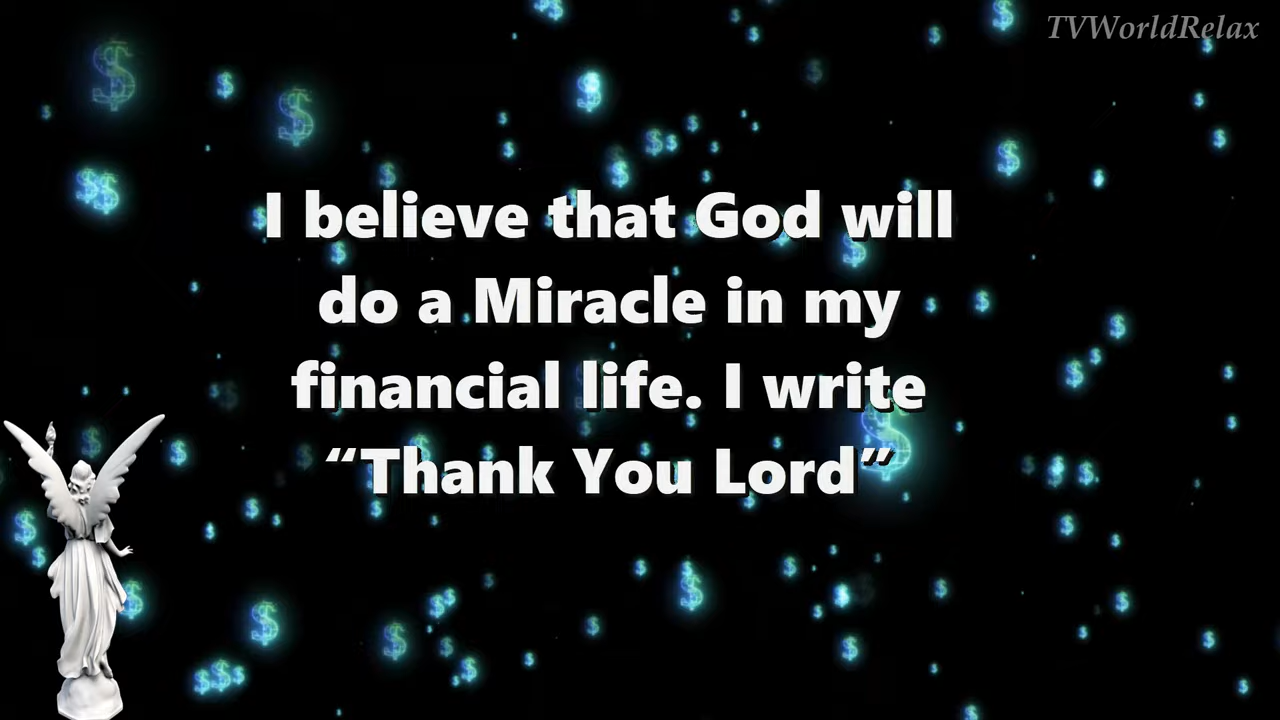 TVWorldRelax
I believe that God will
do a Miracle in my
financial life. I write
“Thank You Lord”